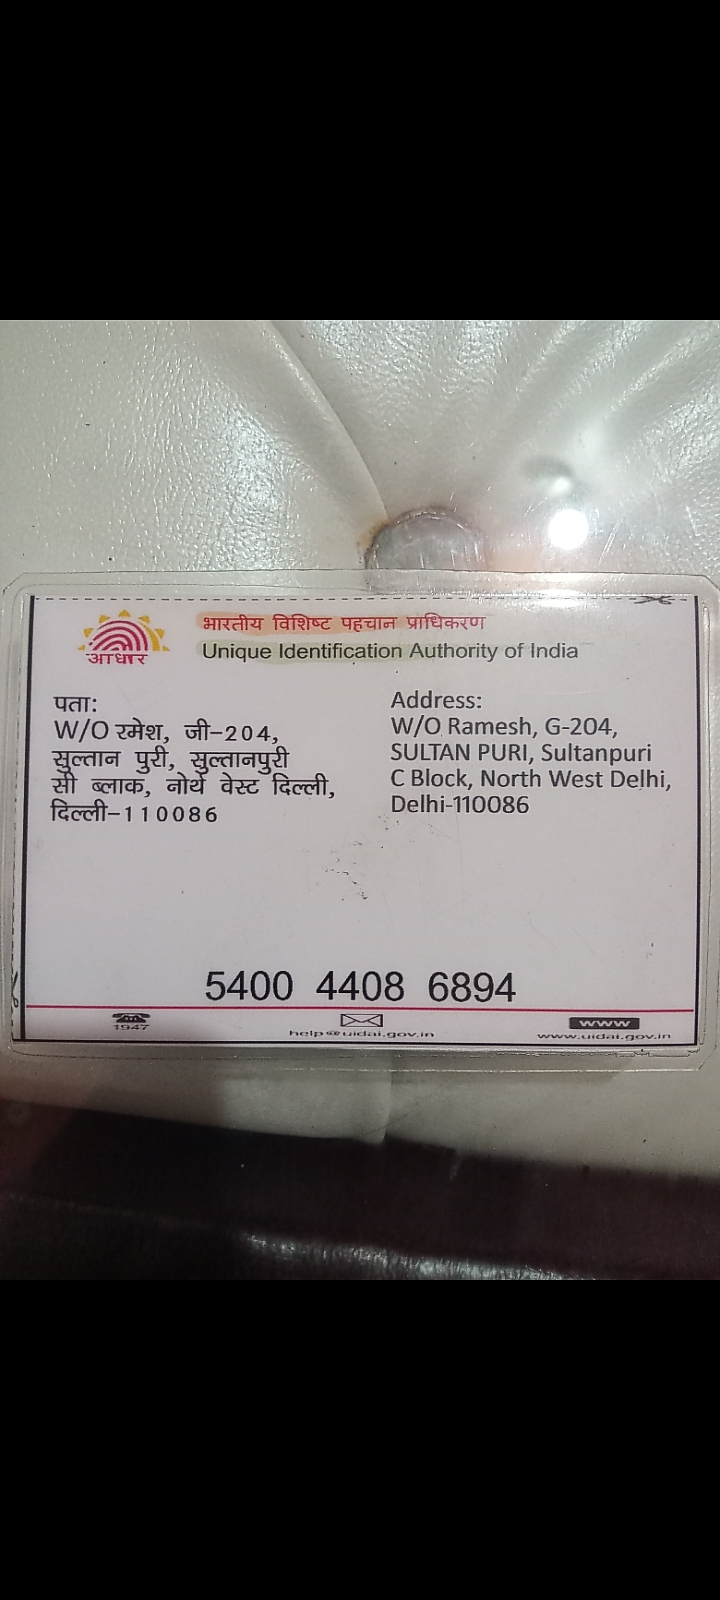 भारतीय विशिष्ट पहचान प्राधिकरण
Unique Identification Authority of India
आधार
पता:
W/O रमेश, जी-204,
सुल्तान पुरी, सुल्तानपुरी
सी ब्लाक, नोर्थ वेस्ट दिल्ली,
दिल्ली-110086
Address:
W/O Ramesh, G-204,
SULTAN PURI, Sultanpuri
C Block, North West Delhi,
Delhi-110086
5400 4408 6894
1947
help@uidai.gov.in
www
www.uidai.gov.in